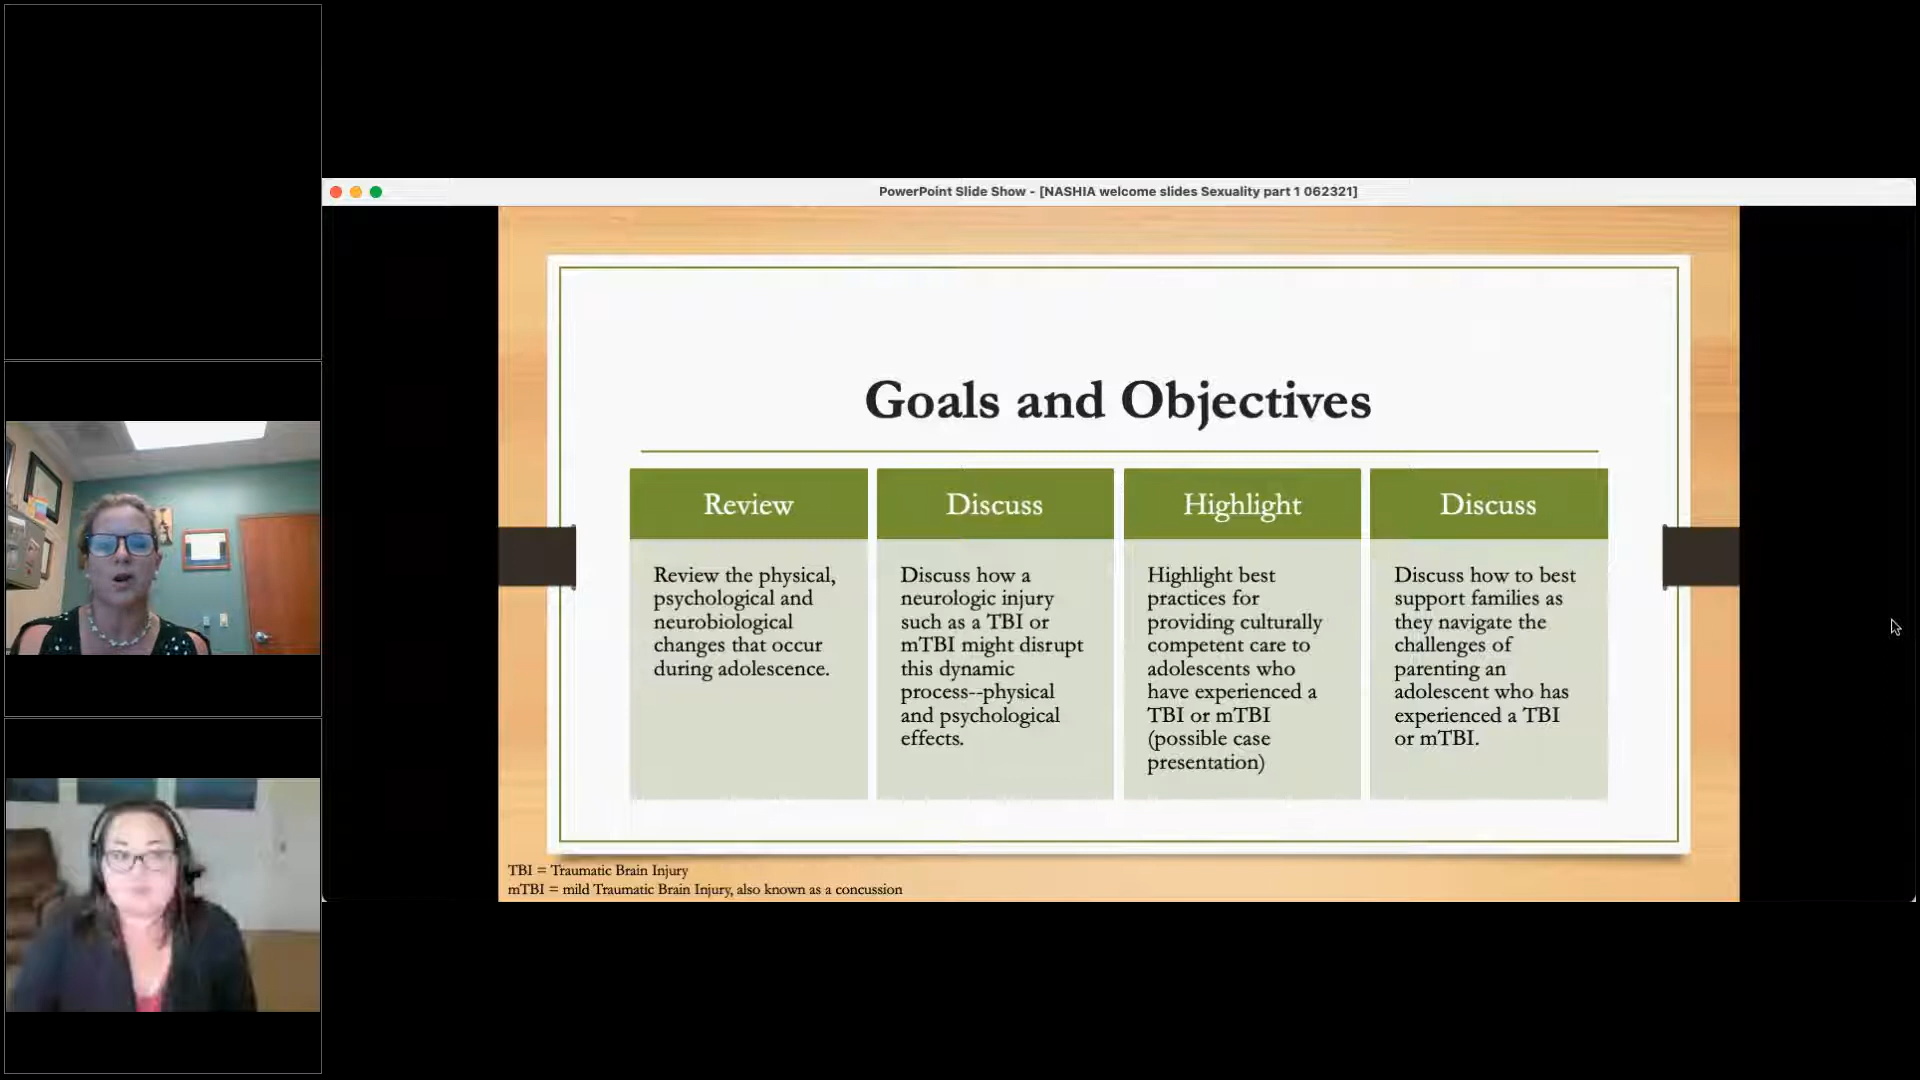 PowerPoint Slide Show - [NASHIA welcome slides Sexuality part 1 062321]
Goals and Objectives
Review
Review the physical,
psychological and
neurobiological
changes that occur
during adolescence.
Discuss
Discuss how a
neurologic injury
such as a TBI or
mTBI might disrupt
this dynamic
process--physical
and psychological
effects.
Highlight
Highlight best
practices for
providing culturally
competent care to
adolescents who
have experienced a
TBI or mTBI
(possible case
presentation)
Discuss
Discuss how to best
support families as
they navigate the
challenges of
parenting an
adolescent who has
experienced a TBI
or mTBI.
TBI = Traumatic Brain Injury
mTBI = mild Traumatic Brain Injury, also known as a concussion